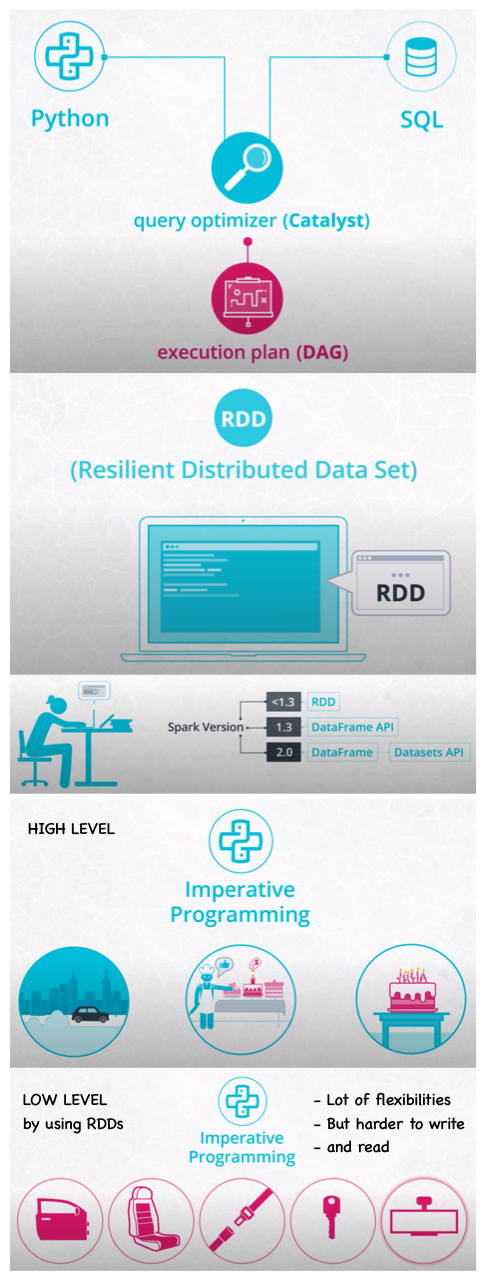 Python
SQL
query optimizer (Catalyst)
execution plan (DAG)
RDD
(Resilient Distributed Data Set)
RDD
Spark Version
<1.3 RDD
1.3 DataFrame API
2.0 DataFrame Datasets API
HIGH LEVEL
Imperative
Programming
JULIA
LOW LEVEL
by using RDDs
Imperative
Programming
- Lot of flexibilities
- But harder to write
- and read